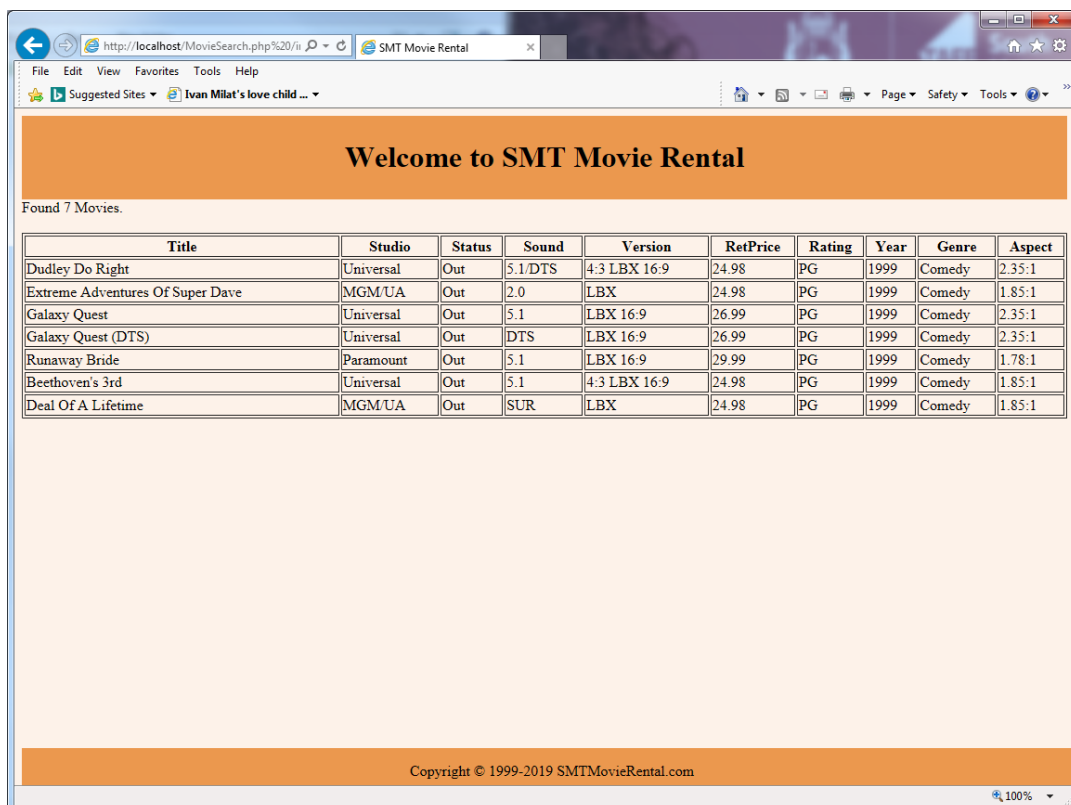 http://localhost/MovieSearch.php%20/ii
SMT Movie Rental
File Edit View Favorites Tools Help
Suggested Sites Ivan Milat's love child ... Page Safety Tools
Welcome to SMT Movie Rental
Found 7 Movies.
Title Studio Status Sound Version RetPrice Rating Year Genre Aspect
Dudley Do Right Universal Out 5.1/DTS 4:3 LBX 16:9 24.98 PG 1999 Comedy 2.35:1
Extreme Adventures Of Super Dave MGM/UA Out 2.0 LBX 24.98 PG 1999 Comedy 1.85:1
Galaxy Quest Universal Out 5.1 LBX 16:9 26.99 PG 1999 Comedy 2.35:1
Galaxy Quest (DTS) Universal Out DTS LBX 16:9 26.99 PG 1999 Comedy 2.35:1
Runaway Bride Paramount Out 5.1 LBX 16:9 29.99 PG 1999 Comedy 1.78:1
Beethoven's 3rd Universal Out 5.1 4:3 LBX 16:9 24.98 PG 1999 Comedy 1.85:1
Deal Of A Lifetime MGM/UA Out SUR LBX 24.98 PG 1999 Comedy 1.85:1
Copyright © 1999-2019 SMTMovieRental.com
100%